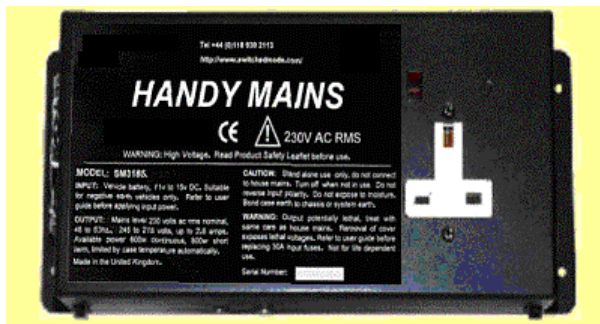 Tel +44 (0)118 930 2113
http://www.switchedmode.com/
HANDY MAINS
CE 230V AC RMS
WARNING: High Voltage. Read Product Safety Leaflet before use.
MODEL: SM3185.
INPUT: Vehicle battery, 11v to 15v DC. Suitable
for negative earth vehicles only. Refer to user
guide before applying input power.
OUTPUT: Mains level 230 volts ac rms nominal,
48 to 53hz., 245 to 215 volts, up to 2.6 amps.
Available power 600w continuous, 800w short
term, limited by case temperature automatically.
Made in the United Kingdom.
CAUTION: Stand alone use only, do not connect
to house mains. Turn off when not in use. Do not
reverse input polarity. Do not expose to moisture.
Bond case earth to chassis or system earth.
WARNING: Output potentially lethal, treat with
same care as house mains. Removal of cover
exposes lethal voltages. Refer to user guide before
replacing 30A input fuses. Not for life dependent
use.
Serial Number: